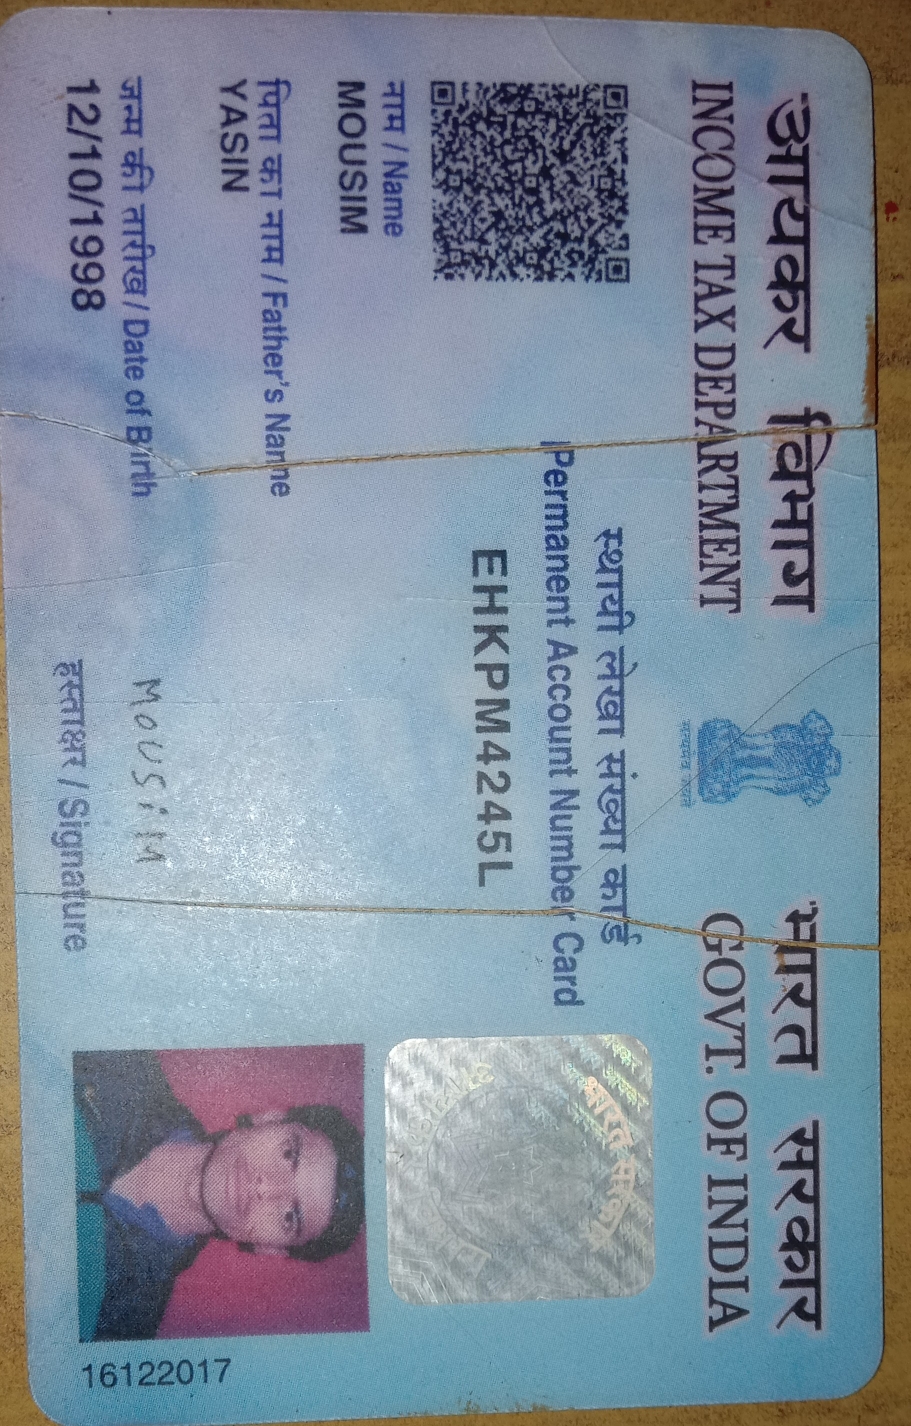 आयकर विभाग
INCOME TAX DEPARTMENT
भारत सरकार
GOVT. OF INDIA
स्थायी लेखा संख्या कार्ड
Permanent Account Number Card
EHKPM4245L
नाम / Name
MOUSIM
पिता का नाम / Father's Name
YASIN
जन्म की तारीख / Date of Birth
12/10/1998
MOUSiM
हस्ताक्षर / Signature
16122017